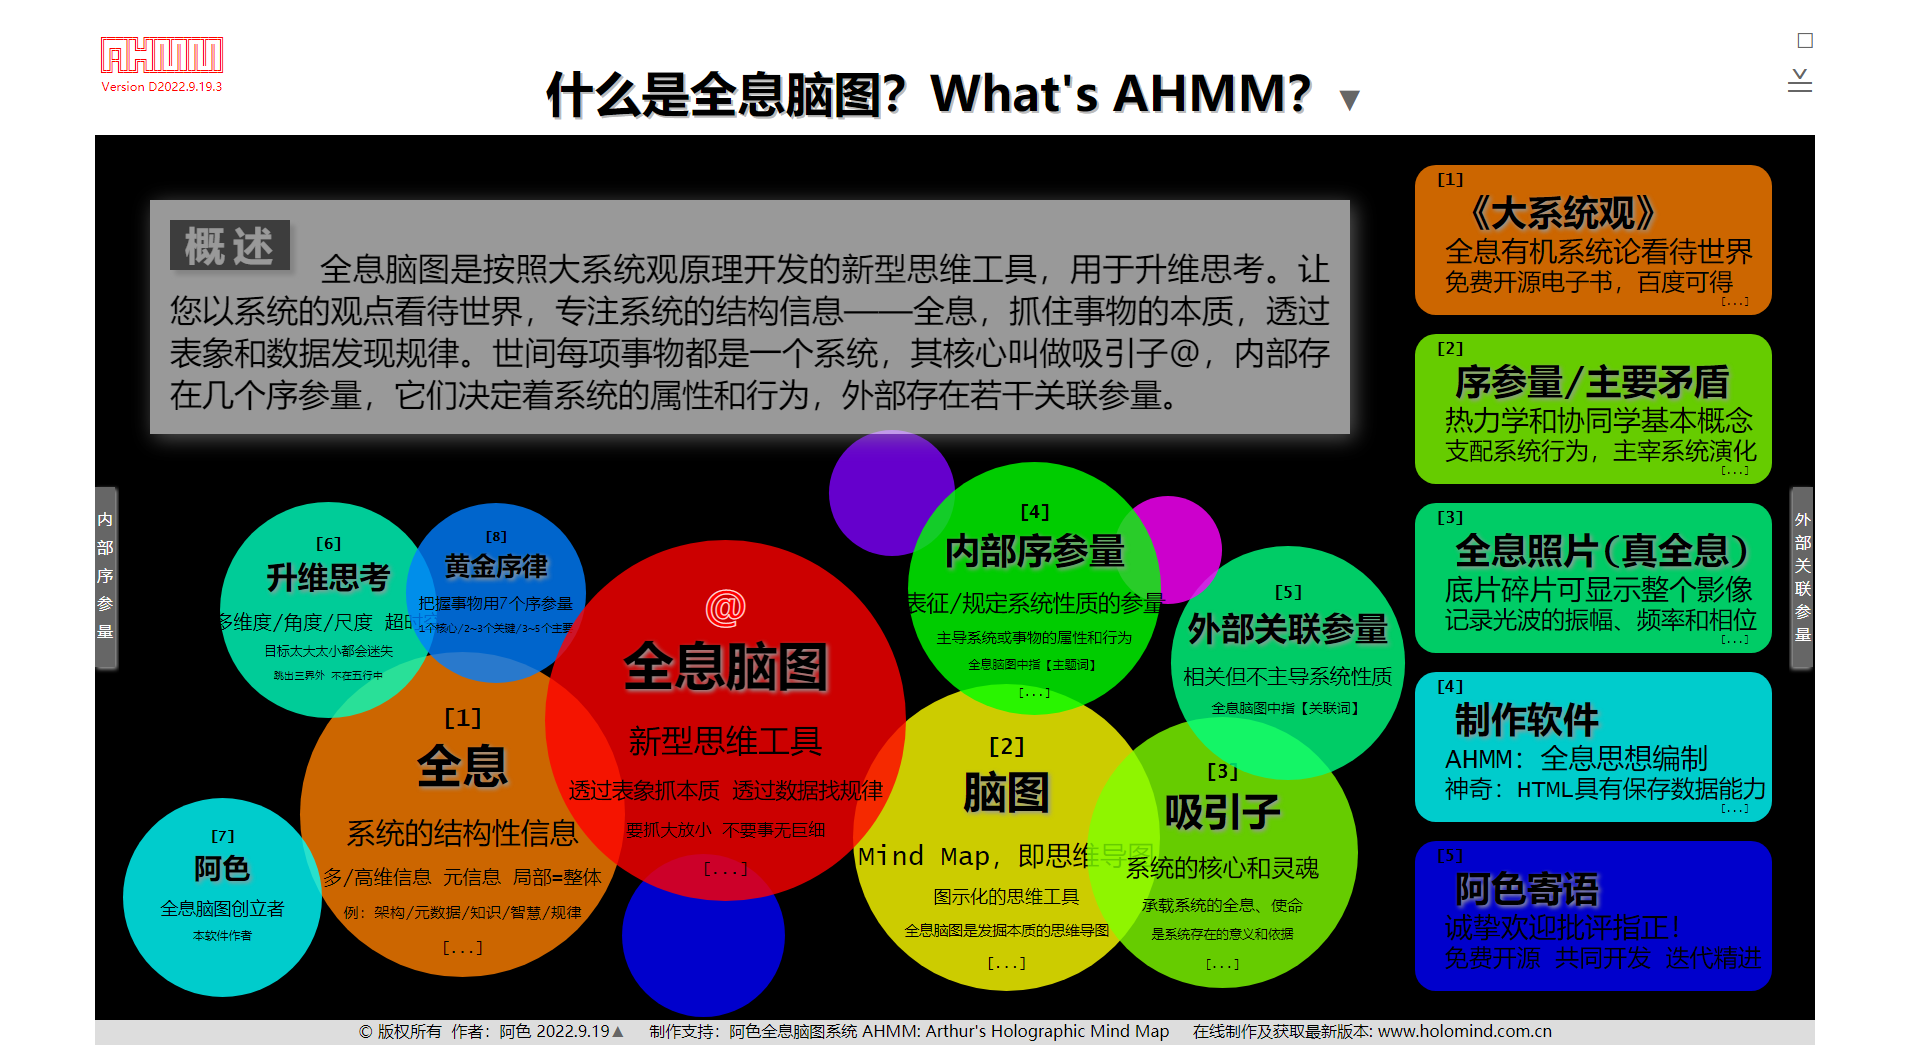 AHMM
Version D2022.9.19.3
什么是全息脑图？What's AHMM？▼
概述
全息脑图是按照大系统观原理开发的新型思维工具，用于升维思考。让
您以系统的观点看待世界，专注系统的结构信息——全息，抓住事物的本质，透过
表象和数据发现规律。世间每项事物都是一个系统，其核心叫做吸引子@，内部存
在几个序参量，它们决定着系统的属性和行为，外部存在若干关联参量。
内部序参量
[6]
升维思考
多维度/角度/尺度 超时
目标太大太小都会迷失
跳出三界外 不在五行中
[8]
黄金序律
把握事物用7个序参量
1个核心/2~3个关键/3~5个主要
@
全息脑图
新型思维工具
透过表象抓本质 透过数据找规律
要抓大放小 不要事无巨细
[...]
[4]
内部序参量
表征/规定系统性质的参量
主导系统或事物的属性和行为
全息脑图中指【主题词】
[...]
[5]
外部关联参量
相关但不主导系统性质
全息脑图中指【关联词】
[1]
全息
系统的结构性信息
多/高维信息 元信息 局部=整体
例：架构/元数据/知识/智慧/规律
[...]
[2]
脑图
Mind Map，即思维导图
图示化的思维工具
全息脑图是发掘本质的思维导图
[...]
[3]
吸引子
系统的核心和灵魂
承载系统的全息、使命
是系统存在的意义和依据
[...]
[7]
阿色
全息脑图创立者
本软件作者
[1]
《大系统观》
全息有机系统论看待世界
免费开源电子书，百度可得
[...]
[2]
序参量/主要矛盾
热力学和协同学基本概念
支配系统行为，主宰系统演化
[...]
[3]
全息照片(真全息)
底片碎片可显示整个影像
记录光波的振幅、频率和相位
[...]
[4]
制作软件
AHMM：全息思想编制
神奇：HTML具有保存数据能力
[...]
[5]
阿色寄语
诚挚欢迎批评指正！
免费开源 共同开发 迭代精进
外部关联参量
© 版权所有 作者：阿色 2022.9.19▲ 制作支持：阿色全息脑图系统 AHMM: Arthur's Holographic Mind Map 在线制作及获取最新版本: www.holomind.com.cn